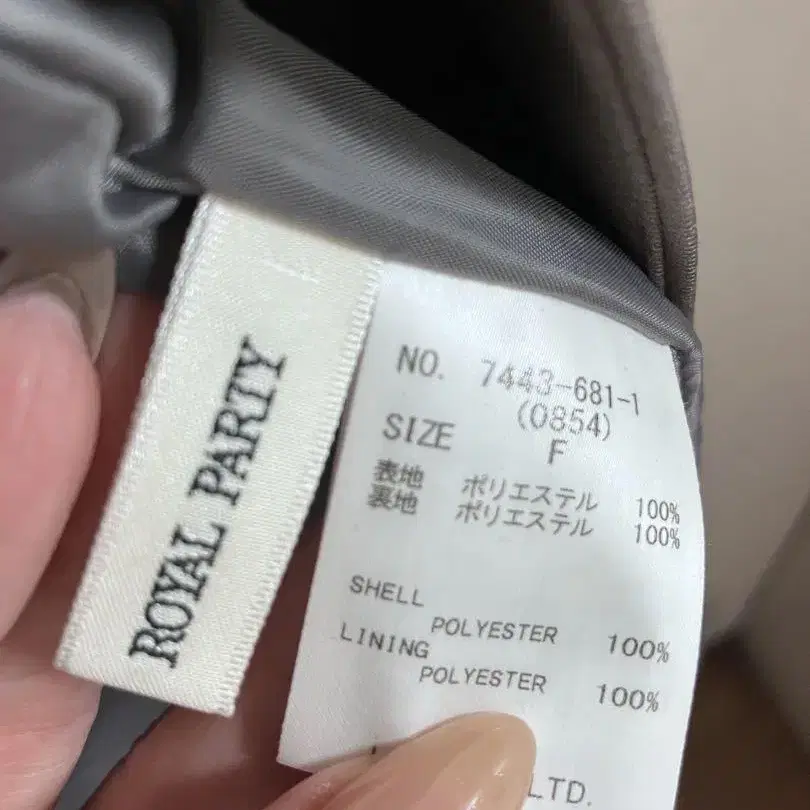 ROYAL PARTY
NO. 7443-681-1
(0854)
SIZE F
表地 ポリエステル 100%
裏地 ポリエステル 100%
SHELL
POLYESTER 100%
LINING
POLYESTER 100%
LTD.